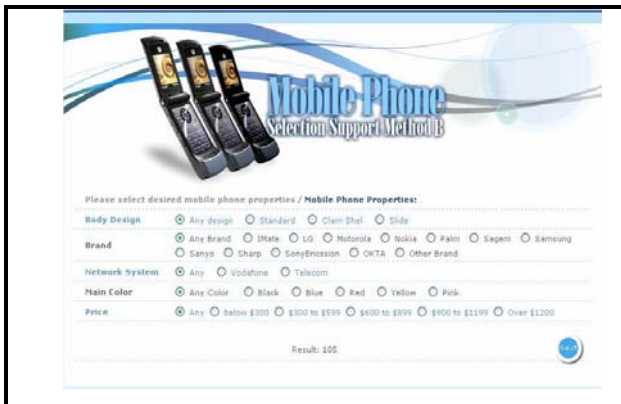 Mobile Phone
Selection Support Method B
Please select desired mobile phone properties / Mobile Phone Properties:
Body Design Any design Standard Clam Shel Slide
Brand Any Brand IMate LG Motorola Nokia Palm Sagem Samsung
Sanyo Sharp SonyEricssion OKTA Other Brand
Network System Any Vodafone Telecom
Main Color Any Color Black Blue Red Yellow Pink
Price Any below $300 $300 to $599 $600 to $899 $900 to $1199 Over $1200
Result: 105
Next